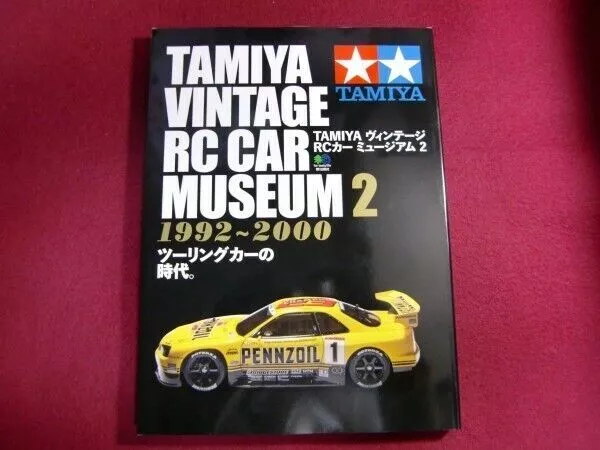 TAMIYA
VINTAGE
RC CAR
MUSEUM 2
1992~2000
ツーリングカーの
時代。
TAMIYA
TAMIYA ヴィンテージ
RCカー ミュージアム 2
PENNZOIL
1